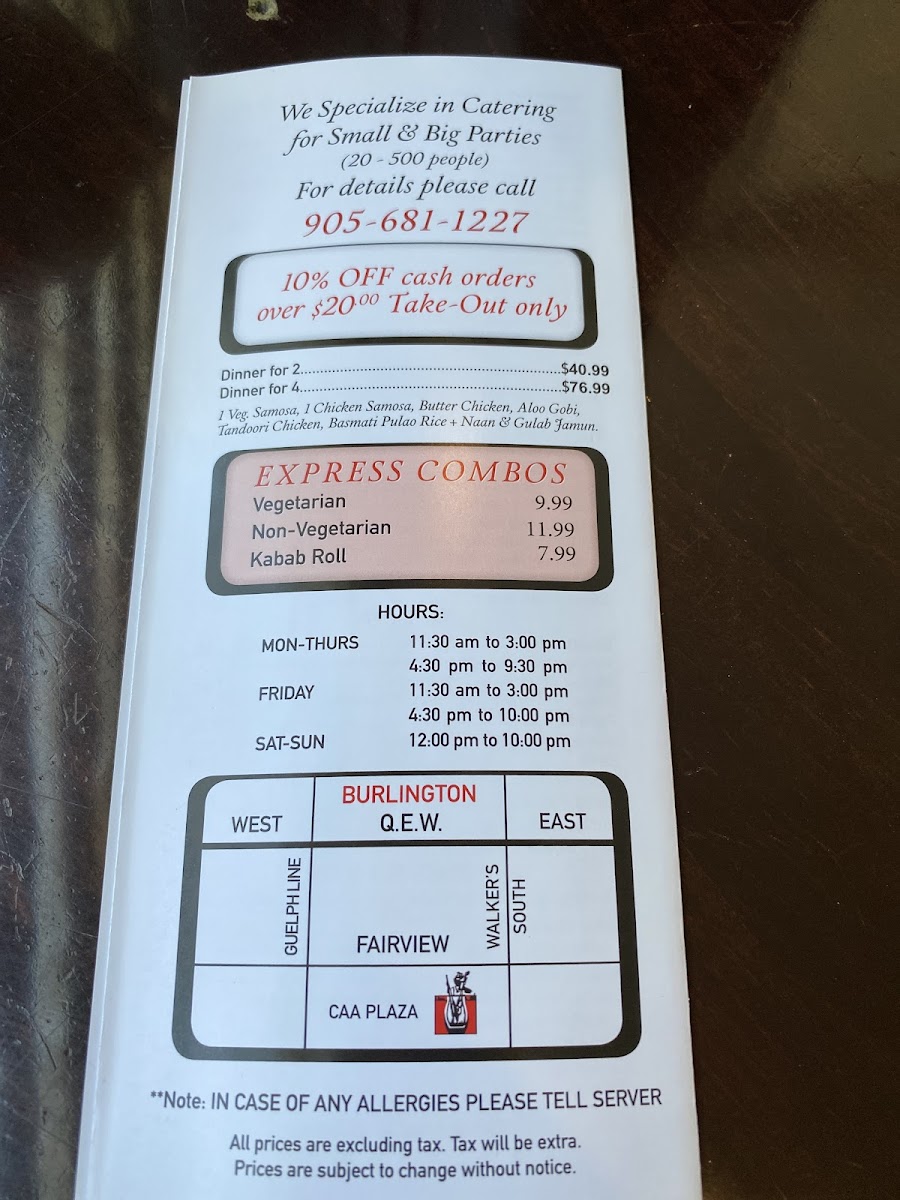 We Specialize in Catering
for Small & Big Parties
(20 - 500 people)
For details please call
905-681-1227
10% OFF cash orders
over $20.00 Take-Out only
Dinner for 2..............................................................$40.99
Dinner for 4..............................................................$76.99
1 Veg. Samosa, 1 Chicken Samosa, Butter Chicken, Aloo Gobi,
Tandoori Chicken, Basmati Pulao Rice + Naan & Gulab Jamun.
EXPRESS COMBOS
Vegetarian 9.99
Non-Vegetarian 11.99
Kabab Roll 7.99
HOURS:
MON-THURS 11:30 am to 3:00 pm
4:30 pm to 9:30 pm
FRIDAY 11:30 am to 3:00 pm
4:30 pm to 10:00 pm
SAT-SUN 12:00 pm to 10:00 pm
BURLINGTON
WEST Q.E.W. EAST
GUELPH LINE
WALKER'S
SOUTH
FAIRVIEW
CAA PLAZA
**Note: IN CASE OF ANY ALLERGIES PLEASE TELL SERVER
All prices are excluding tax. Tax will be extra.
Prices are subject to change without notice.